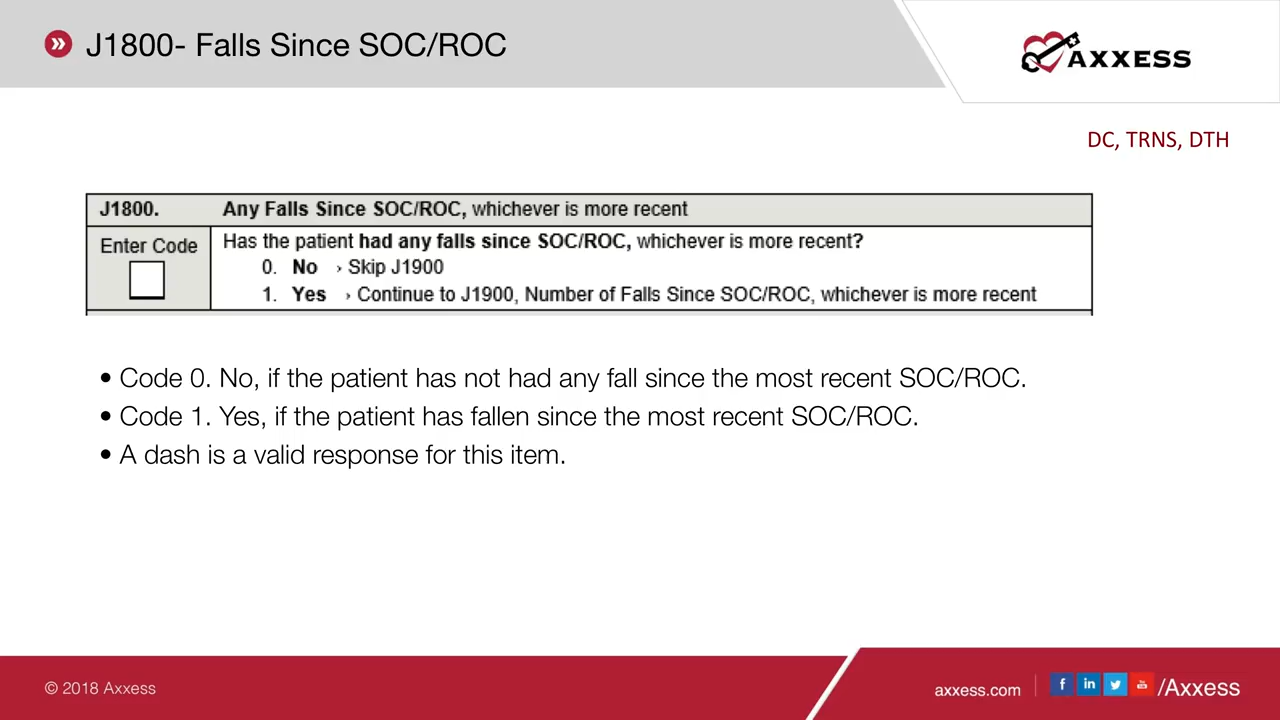 J1800- Falls Since SOC/ROC
AXXESS
DC, TRNS, DTH
J1800. Any Falls Since SOC/ROC, whichever is more recent
Enter Code
Has the patient had any falls since SOC/ROC, whichever is more recent?
0. No → Skip J1900
1. Yes → Continue to J1900, Number of Falls Since SOC/ROC, whichever is more recent
• Code 0. No, if the patient has not had any fall since the most recent SOC/ROC.
• Code 1. Yes, if the patient has fallen since the most recent SOC/ROC.
• A dash is a valid response for this item.
© 2018 Axxess
axxess.com
/Axxess